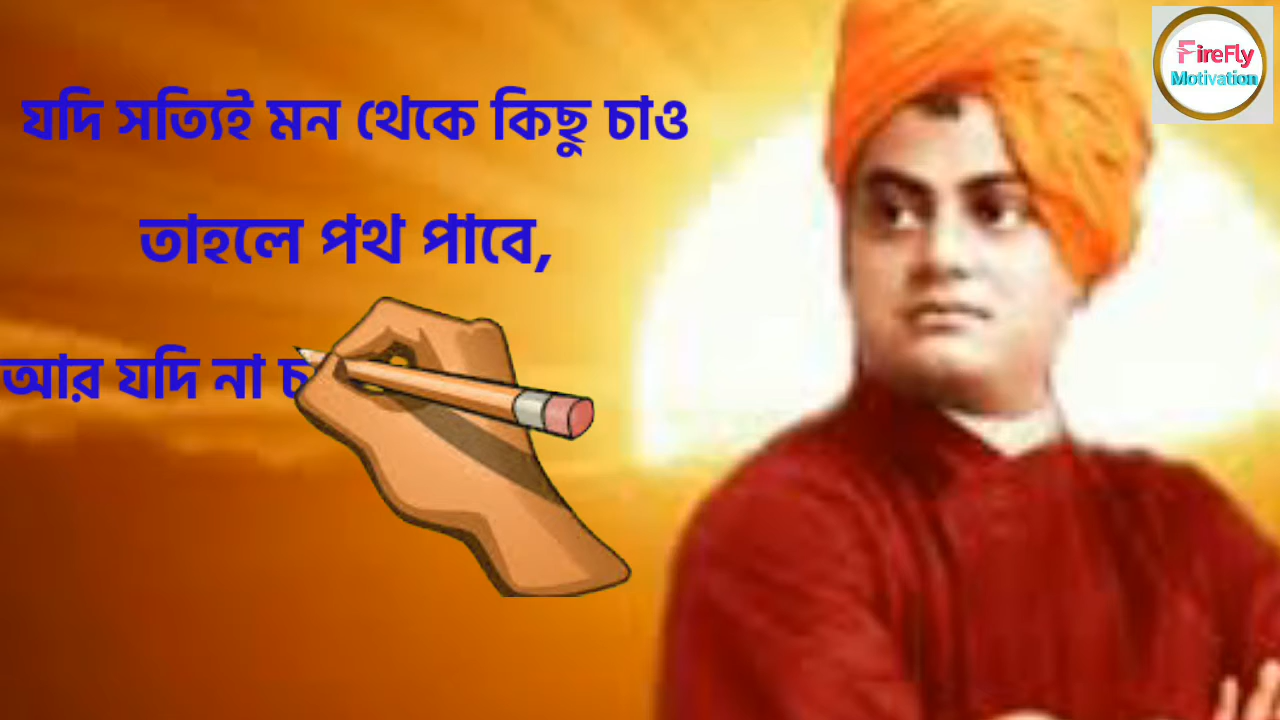 যদি সত্যিই মন থেকে কিছু চাও
তাহলে পথ পাবে,
আর যদি না
FireFly
Motivation